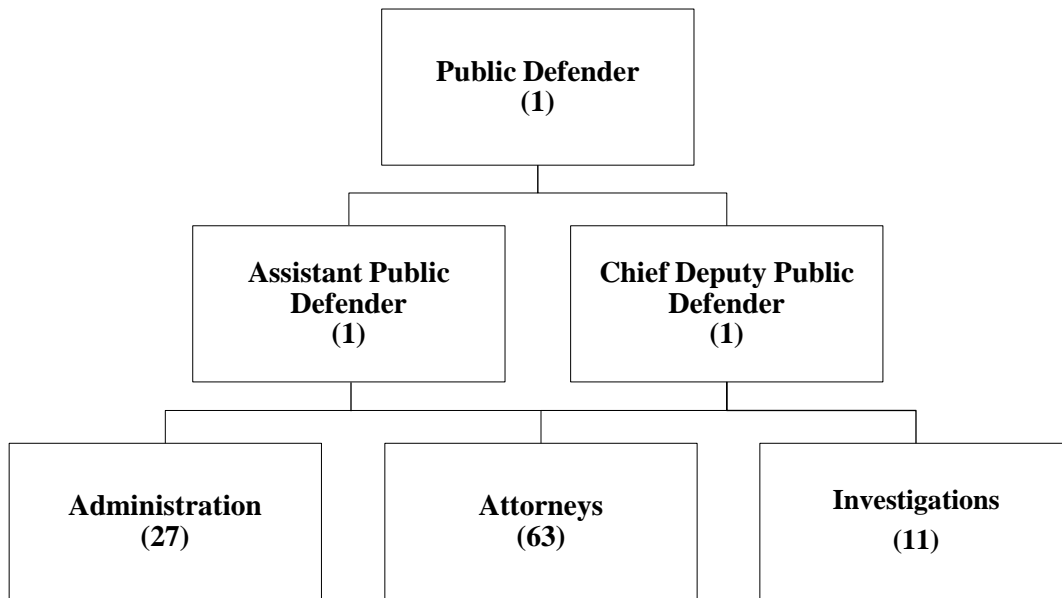 Public Defender
(1)
Assistant Public
Defender
(1)
Chief Deputy Public
Defender
(1)
Administration
(27)
Attorneys
(63)
Investigations
(11)